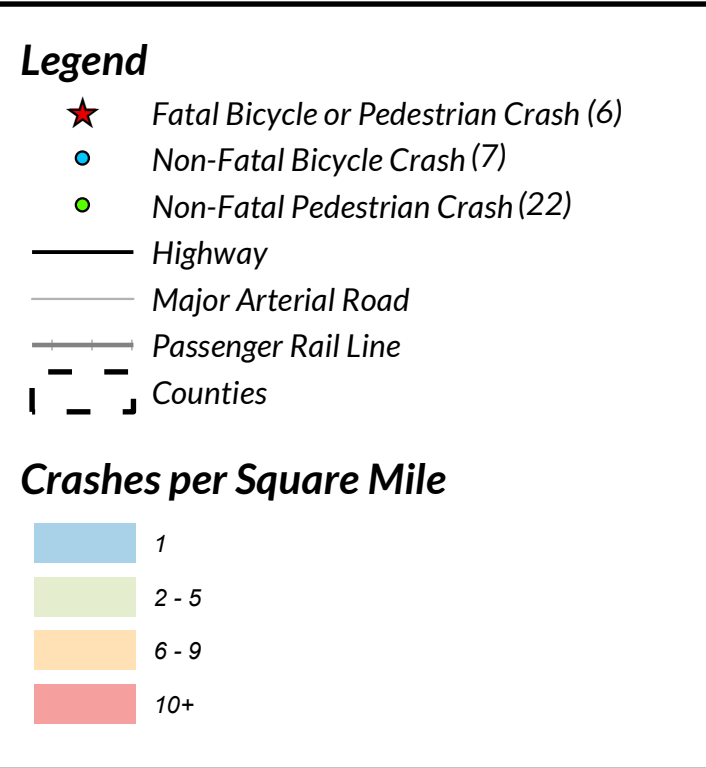 Legend
Fatal Bicycle or Pedestrian Crash (6)
Non-Fatal Bicycle Crash (7)
Non-Fatal Pedestrian Crash (22)
Highway
Major Arterial Road
Passenger Rail Line
Counties
Crashes per Square Mile
1
2 - 5
6 - 9
10+